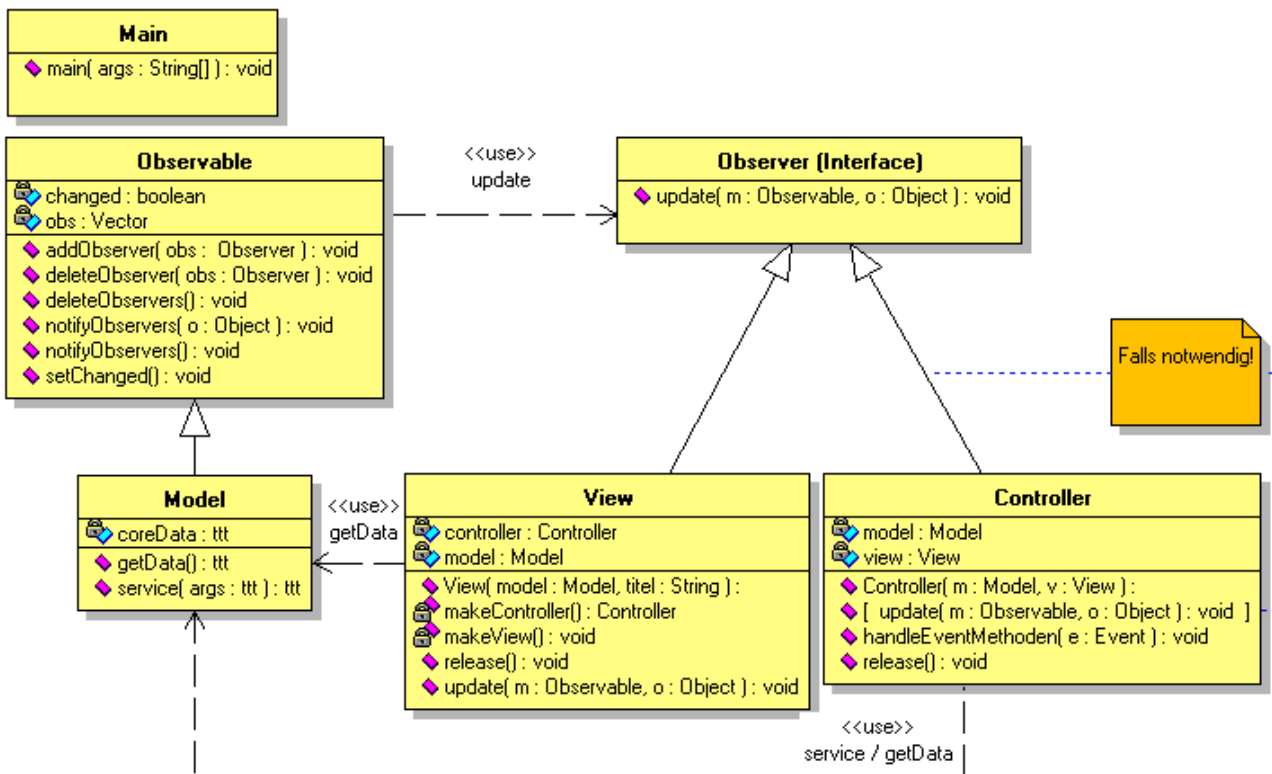 Main
main( args : String[] ) : void
Observable
changed : boolean
obs : Vector
addObserver( obs :  Observer ) : void
deleteObserver( obs : Observer ) : void
deleteObservers() : void
notifyObservers( o : Object ) : void
notifyObservers() : void
setChanged() : void
<<use>>
update
Observer (Interface)
update( m : Observable, o : Object ) : void
Falls notwendig!
Model
coreData : ttt
getData() : ttt
service( args : ttt ) : ttt
<<use>>
getData
View
controller : Controller
model : Model
View( model : Model, titel : String ) :
makeController() : Controller
makeView() : void
release() : void
update( m : Observable, o : Object ) : void
Controller
model : Model
view : View
Controller( m : Model, v : View ) :
[  update( m : Observable, o : Object ) : void  ]
handleEventMethoden( e : Event ) : void
release() : void
<<use>>
service / getData